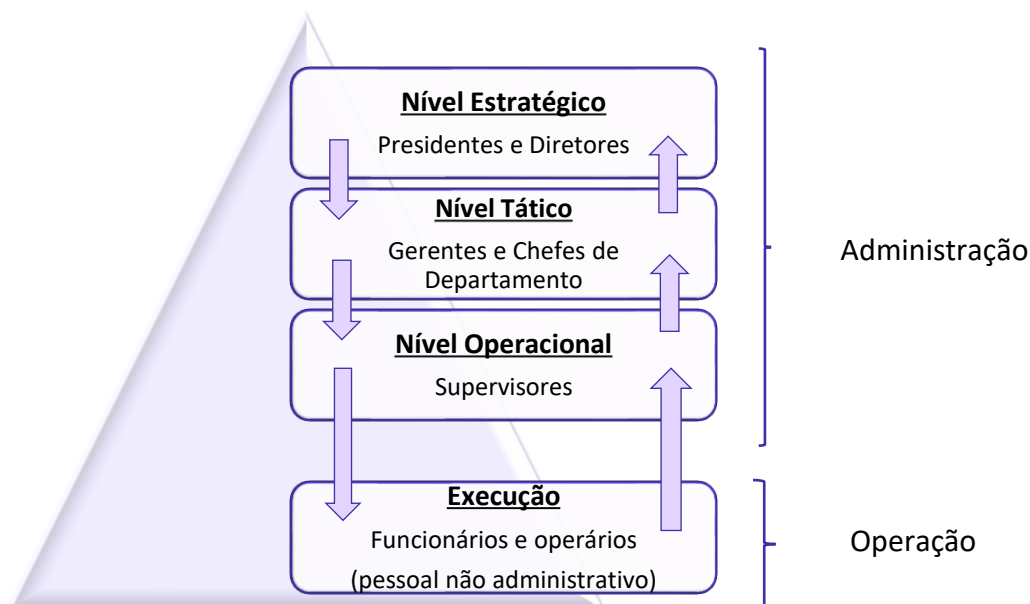 Nível Estratégico
Presidentes e Diretores
Nível Tático
Gerentes e Chefes de
Departamento
Administração
Nível Operacional
Supervisores
Execução
Funcionários e operários
(pessoal não administrativo)
Operação